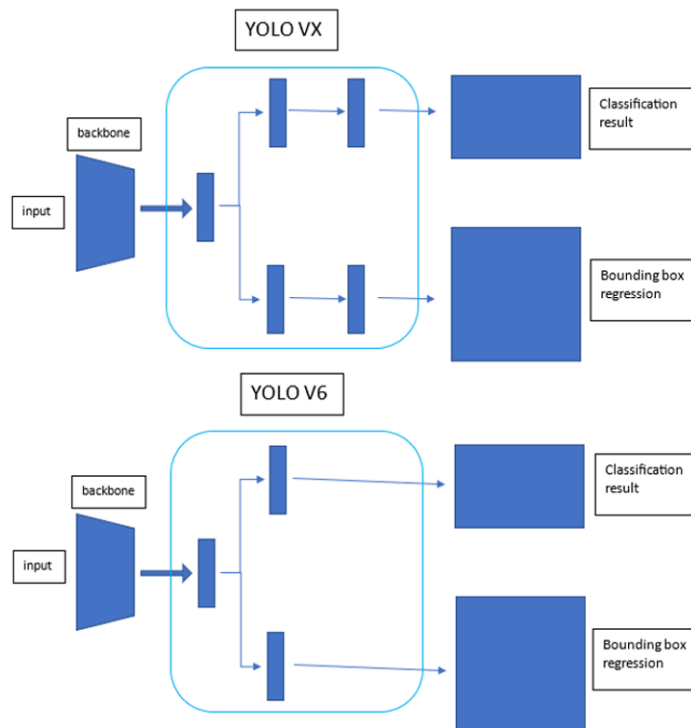 YOLO VX
backbone
Classification
result
input
Bounding box
regression
YOLO V6
backbone
Classification
result
input
Bounding box
regression